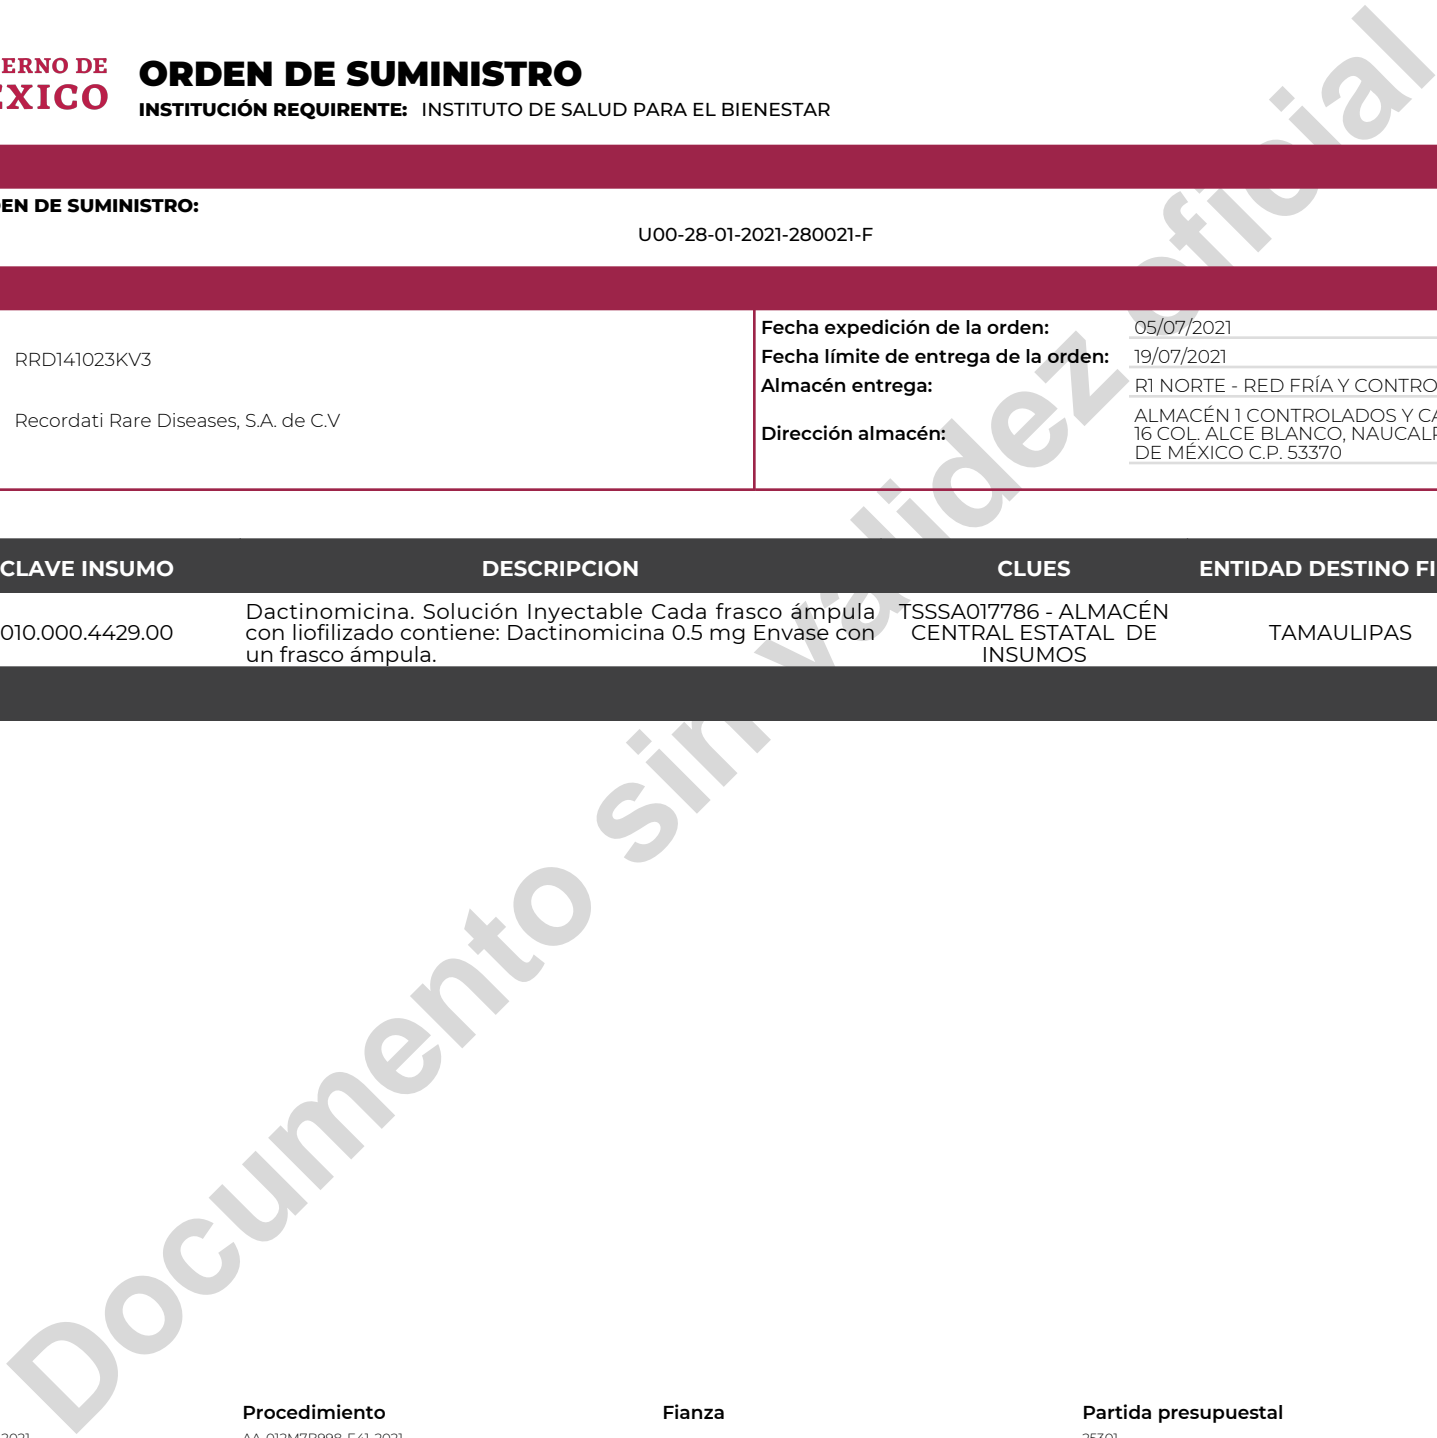 ERNO DE
ÉXICO
ORDEN DE SUMINISTRO
INSTITUCIÓN REQUIRENTE: INSTITUTO DE SALUD PARA EL BIENESTAR
EN DE SUMINISTRO:
U00-28-01-2021-280021-F
RRD141023KV3
Recordati Rare Diseases, S.A. de C.V
Fecha expedición de la orden: 05/07/2021
Fecha límite de entrega de la orden: 19/07/2021
Almacén entrega: R1 NORTE - RED FRÍA Y CONTRO
Dirección almacén:
ALMACÉN 1 CONTROLADOS Y CA
16 COL. ALCE BLANCO, NAUCALP
DE MÉXICO C.P. 53370
CLAVE INSUMO DESCRIPCION CLUES ENTIDAD DESTINO FI
010.000.4429.00
Dactinomicina. Solución Inyectable Cada frasco ámpula
con liofilizado contiene: Dactinomicina 0.5 mg Envase con
un frasco ámpula.
TSSSA017786 - ALMACÉN
CENTRAL ESTATAL DE
INSUMOS
TAMAULIPAS
Documento sin validez oficial
Procedimiento Fianza Partida presupuestal